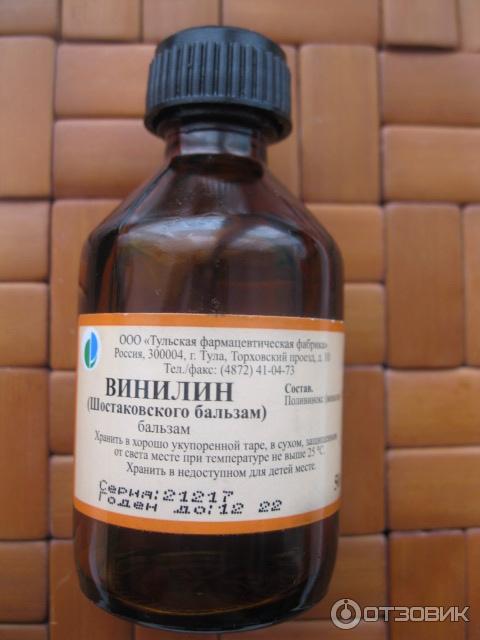 ООО «Тульская фармацевтическая фабрика»
Россия, 300004, г. Тула, Торховский проезд, д. 10
Тел./факс: (4872) 41-04-73
ВИНИЛИН
(Шостаковского бальзам)
бальзам
Состав.
Поливинокс
Хранить в хорошо укупоренной таре, в сухом, защищенном
от света месте при температуре не выше 25 °C.
Хранить в недоступном для детей месте.
Серия:21217
Годен до:12 22
ОТЗОВИК